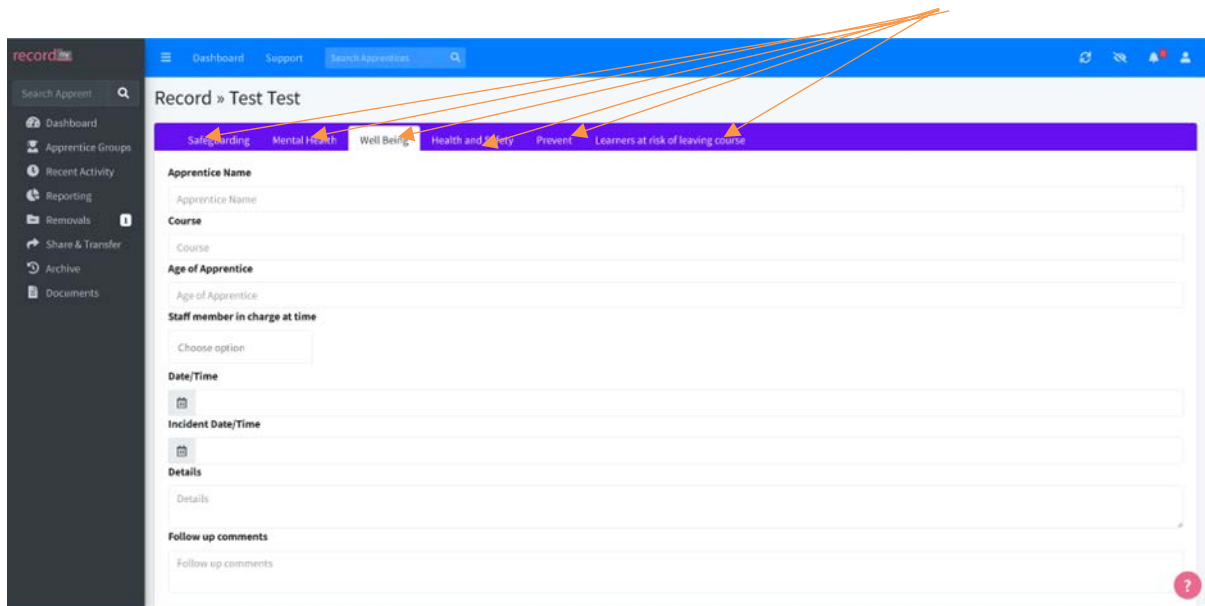 record my
Dashboard Support Search Apprentices
Search Apprent
Record » Test Test
Dashboard
Apprentice Groups
Recent Activity
Reporting
Removals 1
Share & Transfer
Archive
Documents
Safeguarding Mental Health Well Being Health and Safety Prevent Learners at risk of leaving course
Apprentice Name
Apprentice Name
Course
Course
Age of Apprentice
Age of Apprentice
Staff member in charge at time
Choose option
Date/Time
Incident Date/Time
Details
Details
Follow up comments
Follow up comments
?